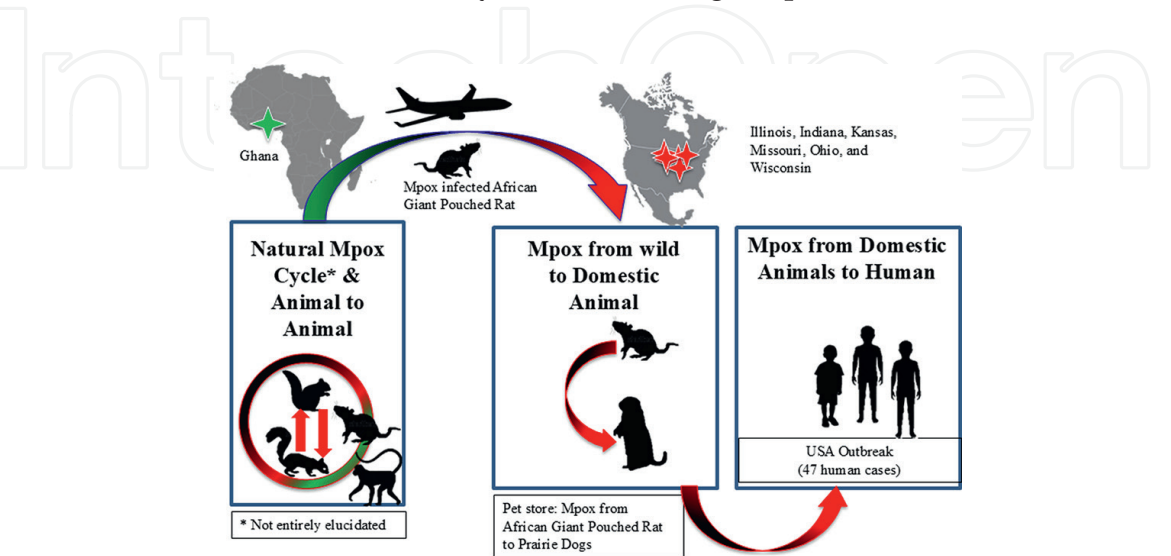 IntechOpen
Ghana
Mpox infected African
Giant Pouched Rat
Illinois, Indiana, Kansas,
Missouri, Ohio, and
Wisconsin
Natural Mpox
Cycle* &
Animal to
Animal
* Not entirely elucidated
Mpox from wild
to Domestic
Animal
Pet store: Mpox from
African Giant Pouched Rat
to Prairie Dogs
Mpox from Domestic
Animals to Human
USA Outbreak
(47 human cases)